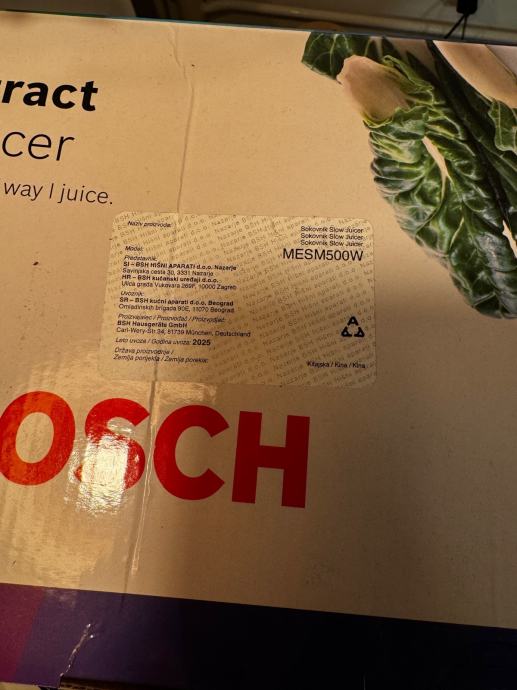 ract
cer
way I juice.
Naziv proizvoda:
Sokovnik Slow Juicer
Sokovnik Slow Juicer
Sokovnik Slow Juicer
Model:
MESM500W
Predstavnik:
SI – BSH HIŠNI APARATI d.o.o. Nazarje
Savinjska cesta 30, 3331 Nazarje
HR – BSH kućanski uređaji d.o.o.
Ulica grada Vukovara 269F, 10000 Zagreb
Uvoznik:
SR – BSH kućni aparati d.o.o. Beograd
Omladinskih brigada 90E, 11070 Beograd
Proizvajalec / Proizvođač / Proizvodjač:
BSH Hausgeräte GmbH
Carl-Wery-Str.34, 81739 München, Deutschland
Leto uvoza / Godina uvoza: 2025
Država proizvodnje /
Zemlja porijekla / Zemlja porekla:
Kitajska / Kina / Kina
OSCH